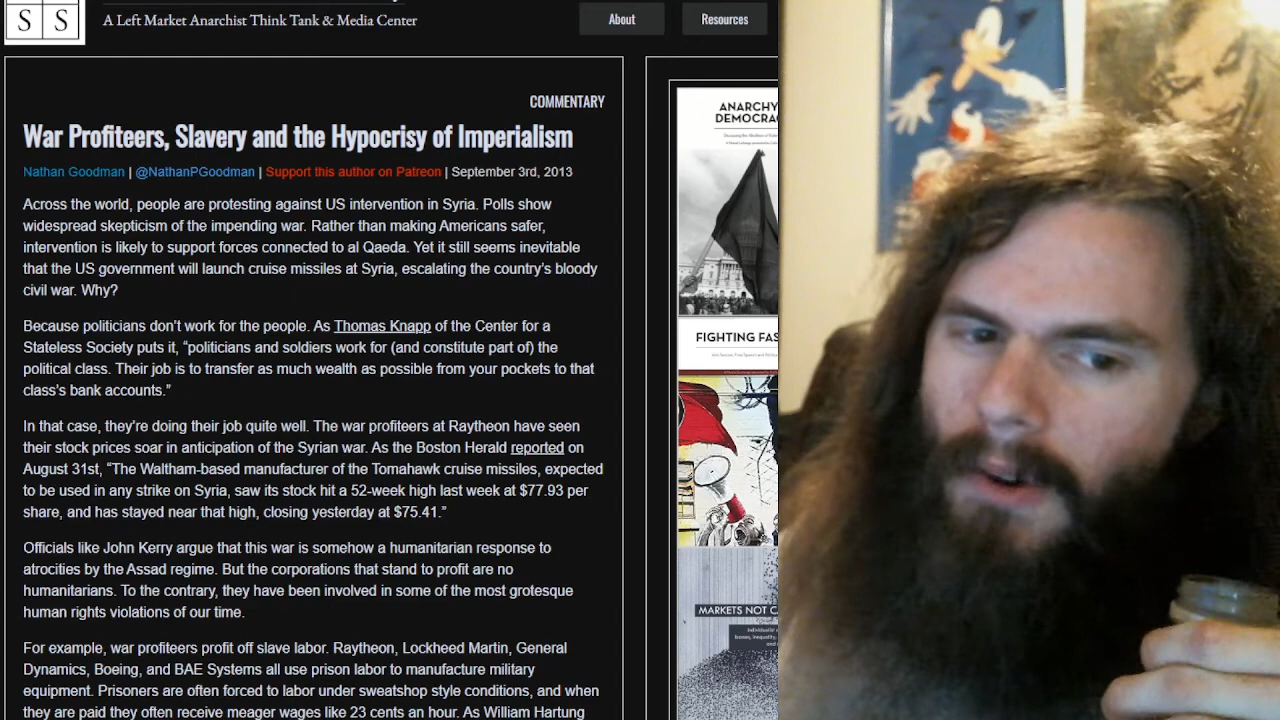 S S
A Left Market Anarchist Think Tank & Media Center
About
Resources
COMMENTARY
War Profiteers, Slavery and the Hypocrisy of Imperialism
Nathan Goodman | @NathanPGoodman | Support this author on Patreon | September 3rd, 2013
Across the world, people are protesting against US intervention in Syria. Polls show
widespread skepticism of the impending war. Rather than making Americans safer,
intervention is likely to support forces connected to al Qaeda. Yet it still seems inevitable
that the US government will launch cruise missiles at Syria, escalating the country’s bloody
civil war. Why?
Because politicians don’t work for the people. As Thomas Knapp of the Center for a
Stateless Society puts it, “politicians and soldiers work for (and constitute part of) the
political class. Their job is to transfer as much wealth as possible from your pockets to that
class’s bank accounts.”
In that case, they’re doing their job quite well. The war profiteers at Raytheon have seen
their stock prices soar in anticipation of the Syrian war. As the Boston Herald reported on
August 31st, “The Waltham-based manufacturer of the Tomahawk cruise missiles, expected
to be used in any strike on Syria, saw its stock hit a 52-week high last week at $77.93 per
share, and has stayed near that high, closing yesterday at $75.41.”
Officials like John Kerry argue that this war is somehow a humanitarian response to
atrocities by the Assad regime. But the corporations that stand to profit are no
humanitarians. To the contrary, they have been involved in some of the most grotesque
human rights violations of our time.
For example, war profiteers profit off slave labor. Raytheon, Lockheed Martin, General
Dynamics, Boeing, and BAE Systems all use prison labor to manufacture military
equipment. Prisoners are often forced to labor under sweatshop style conditions, and when
they are paid they often receive meager wages like 23 cents an hour. As William Hartung
ANARCHY
DEMOCRA
FIGHTING FAS
MARKETS NOT C